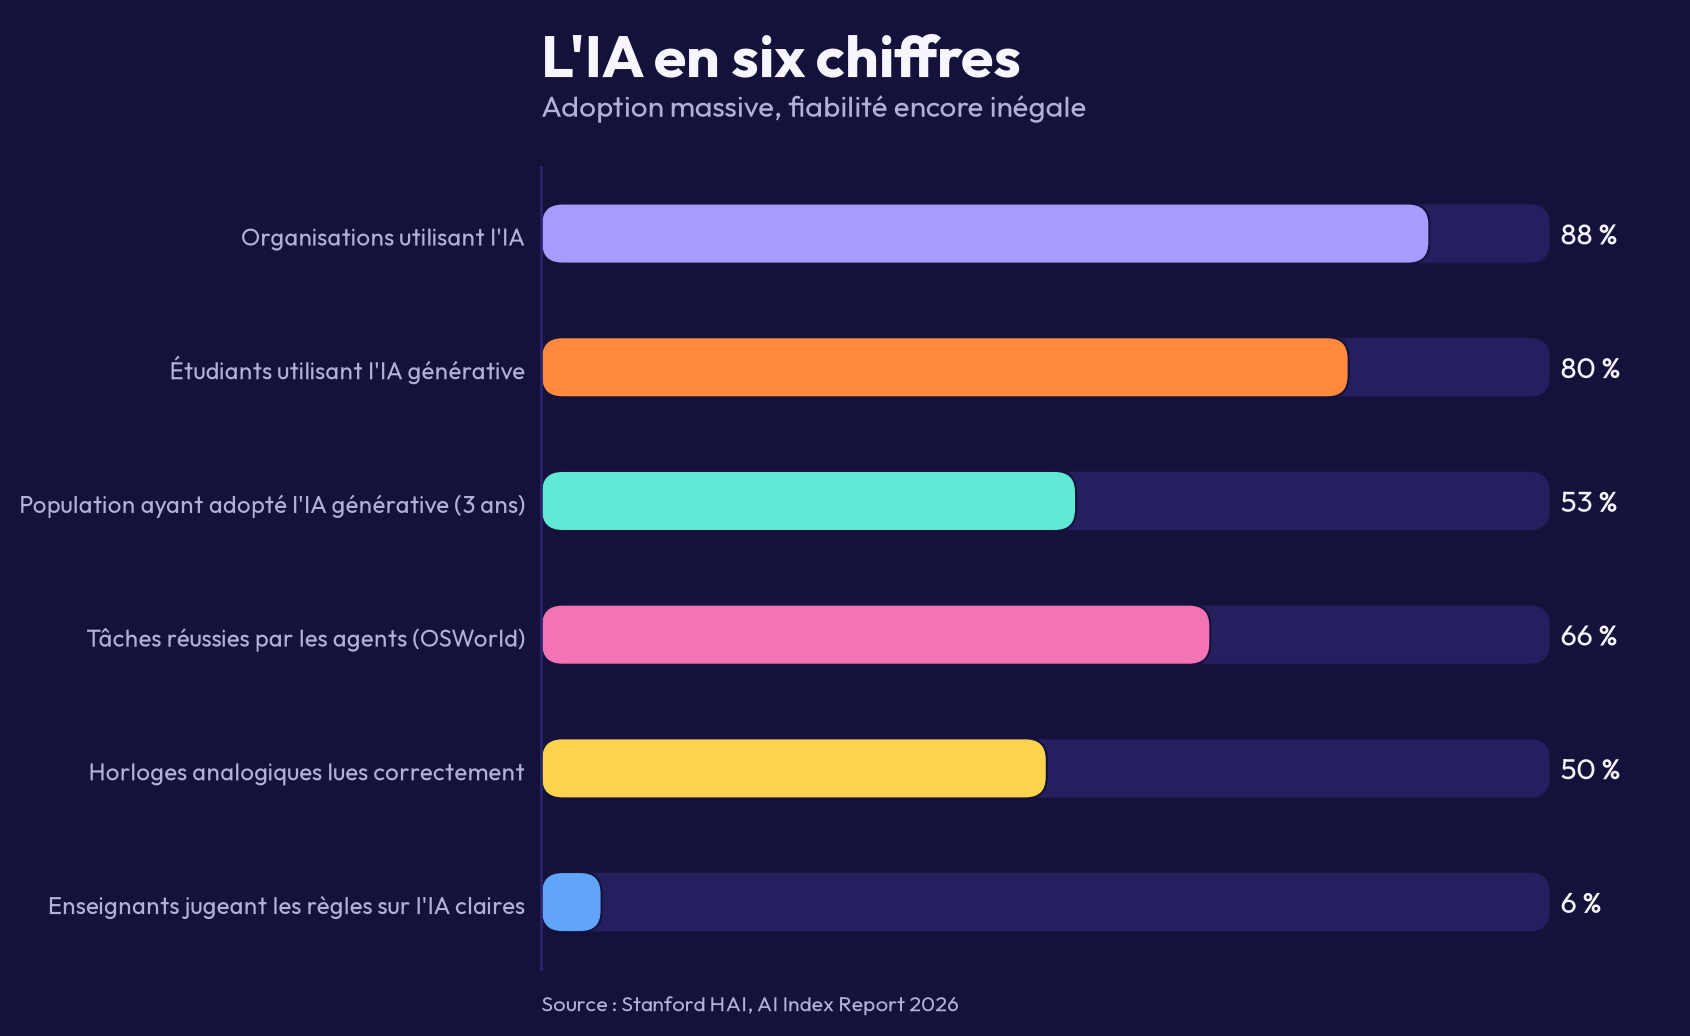 L'IA en six chiffres
Adoption massive, fiabilité encore inégale
Organisations utilisant l'IA 88 %
Étudiants utilisant l'IA générative 80 %
Population ayant adopté l'IA générative (3 ans) 53 %
Tâches réussies par les agents (OSWorld) 66 %
Horloges analogiques lues correctement 50 %
Enseignants jugeant les règles sur l'IA claires 6 %
Source : Stanford HAI, AI Index Report 2026